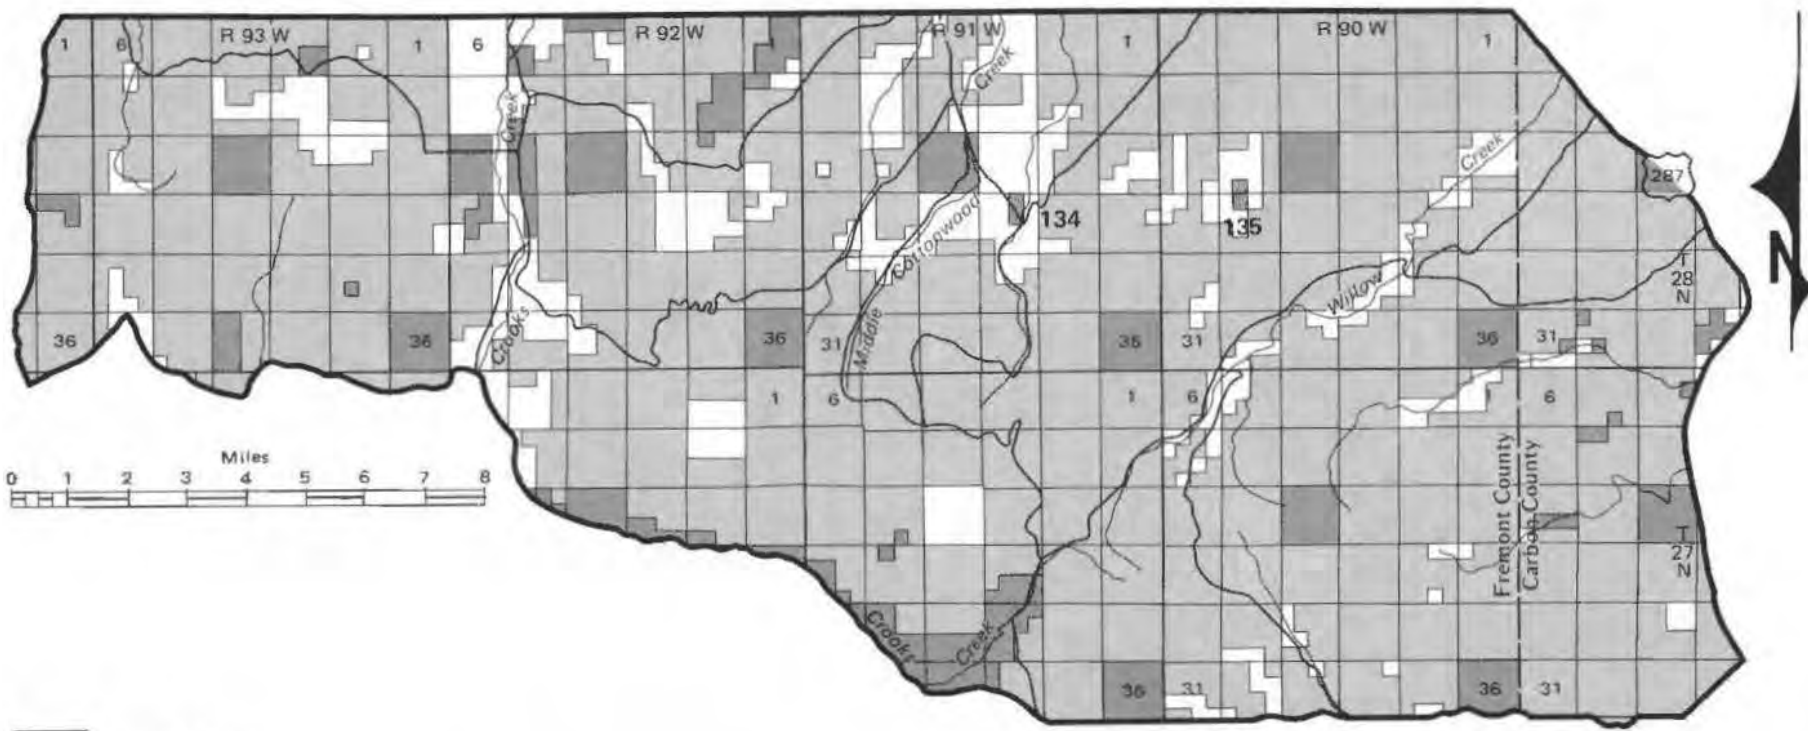 1 6 R 93 W 1 6 R 92 W R 91 W 1 R 90 W 1
Creek
Creek
Creek
287
134
135
Cottonwood
T
28
N
N
Willow
36 36 Crooks 36 31 Middle 36 31 36 31
1 6 1 6 1 6
Miles
0 1 2 3 4 5 6 7 8
Fremont County
Carbon County
T
27
N
Crooks
Creek
36 31 36 31